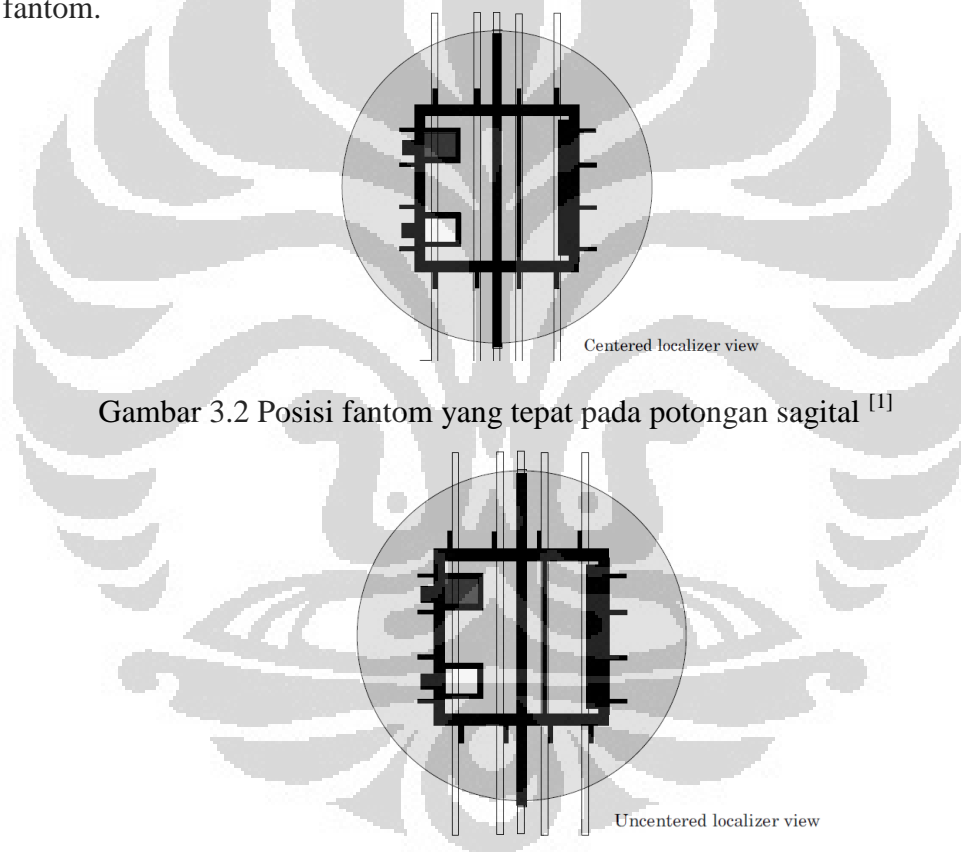 fantom.
Centered localizer view
Gambar 3.2 Posisi fantom yang tepat pada potongan sagital [1]
Uncentered localizer view